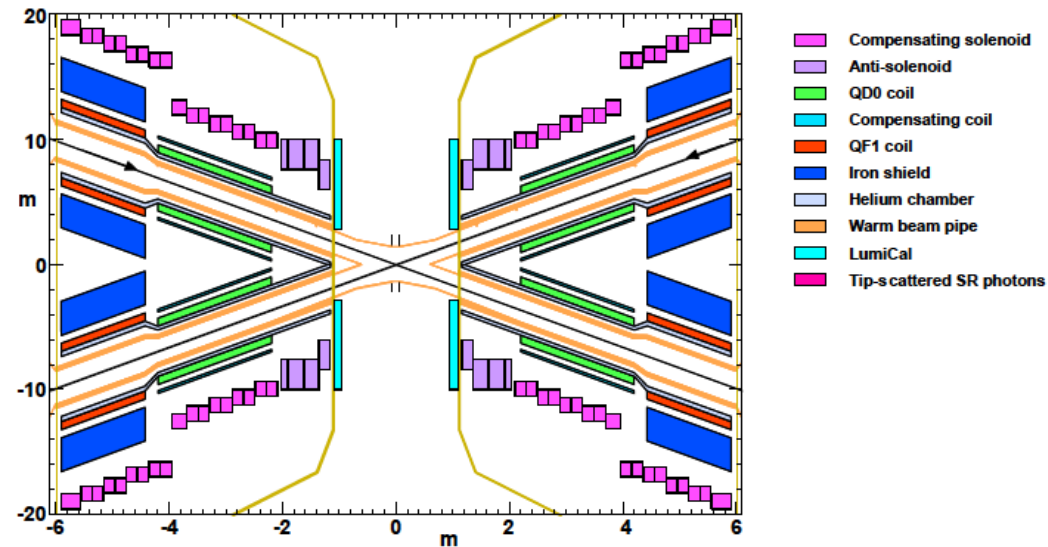 20
10
m
0
-10
-20
-6
-4
-2
0
2
4
6
m
Compensating solenoid
Anti-solenoid
QD0 coil
Compensating coil
QF1 coil
Iron shield
Helium chamber
Warm beam pipe
LumiCal
Tip-scattered SR photons